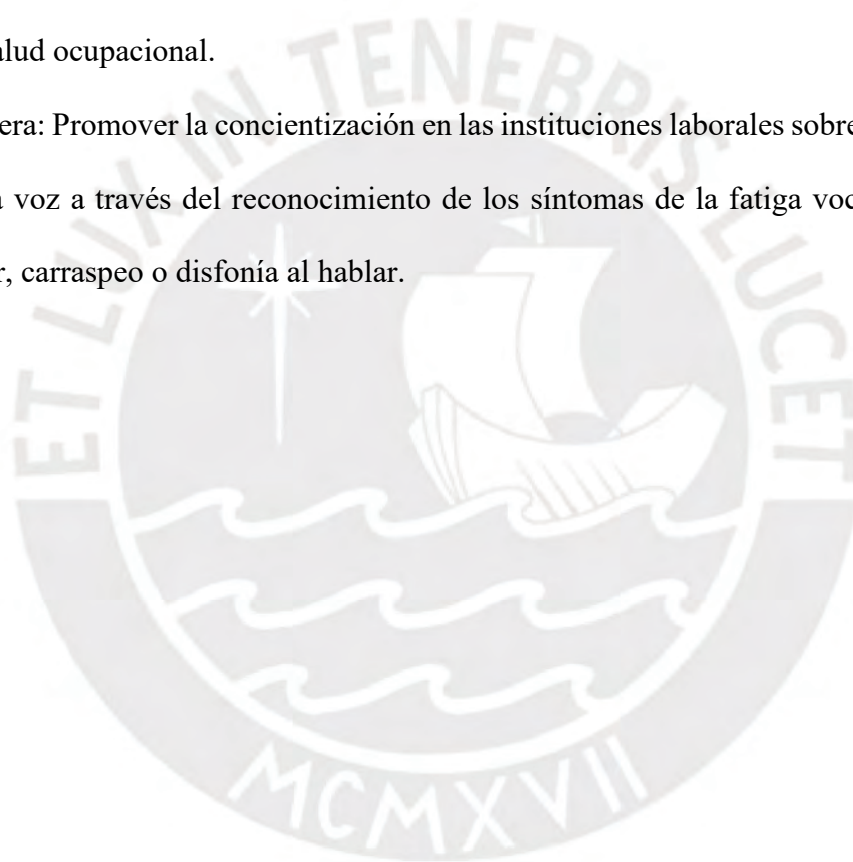 alud ocupacional.
era: Promover la concientización en las instituciones laborales sobre
voz a través del reconocimiento de los síntomas de la fatiga voc
, carraspeo o disfonía al hablar.
ET LUX IN TENEBRIS LUCET
MCMXVII